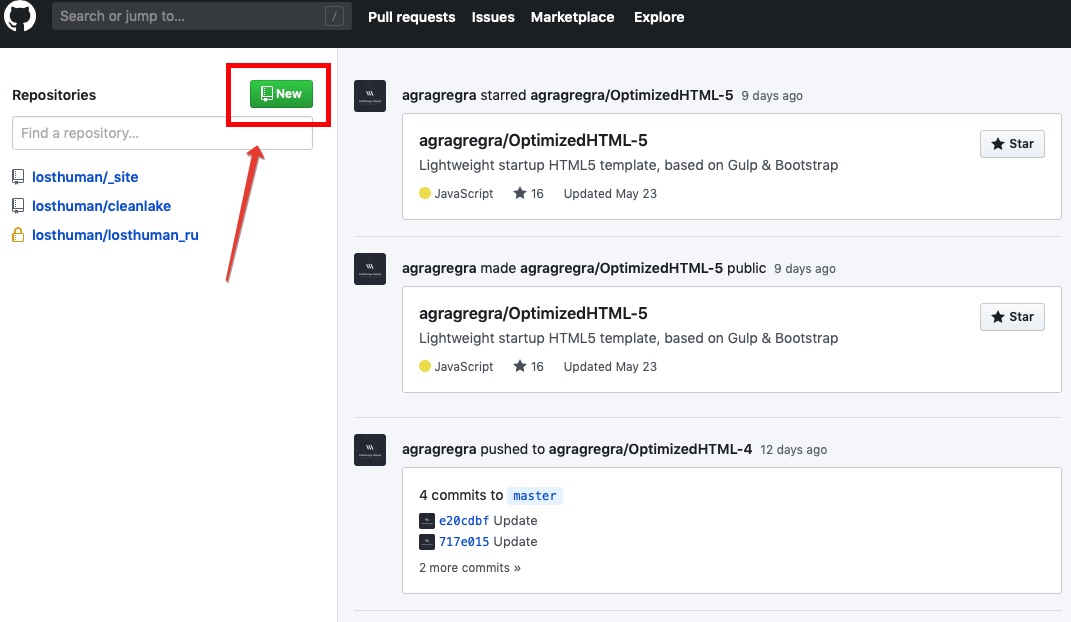 Search or jump to... /
Pull requests Issues Marketplace Explore
Repositories
New
Find a repository...
losthuman/_site
losthuman/cleanlake
losthuman/losthuman_ru
agragregra starred agragregra/OptimizedHTML-5 9 days ago
agragregra/OptimizedHTML-5
Star
Lightweight startup HTML5 template, based on Gulp & Bootstrap
JavaScript 16 Updated May 23
agragregra made agragregra/OptimizedHTML-5 public 9 days ago
agragregra/OptimizedHTML-5
Star
Lightweight startup HTML5 template, based on Gulp & Bootstrap
JavaScript 16 Updated May 23
agragregra pushed to agragregra/OptimizedHTML-4 12 days ago
4 commits to master
e20cdbf Update
717e015 Update
2 more commits »